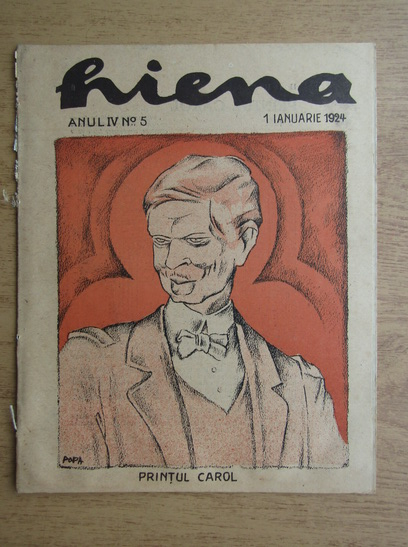 hiena
ANUL IV No 5 1 IANUARIE 1924
POPA
PRINȚUL CAROL